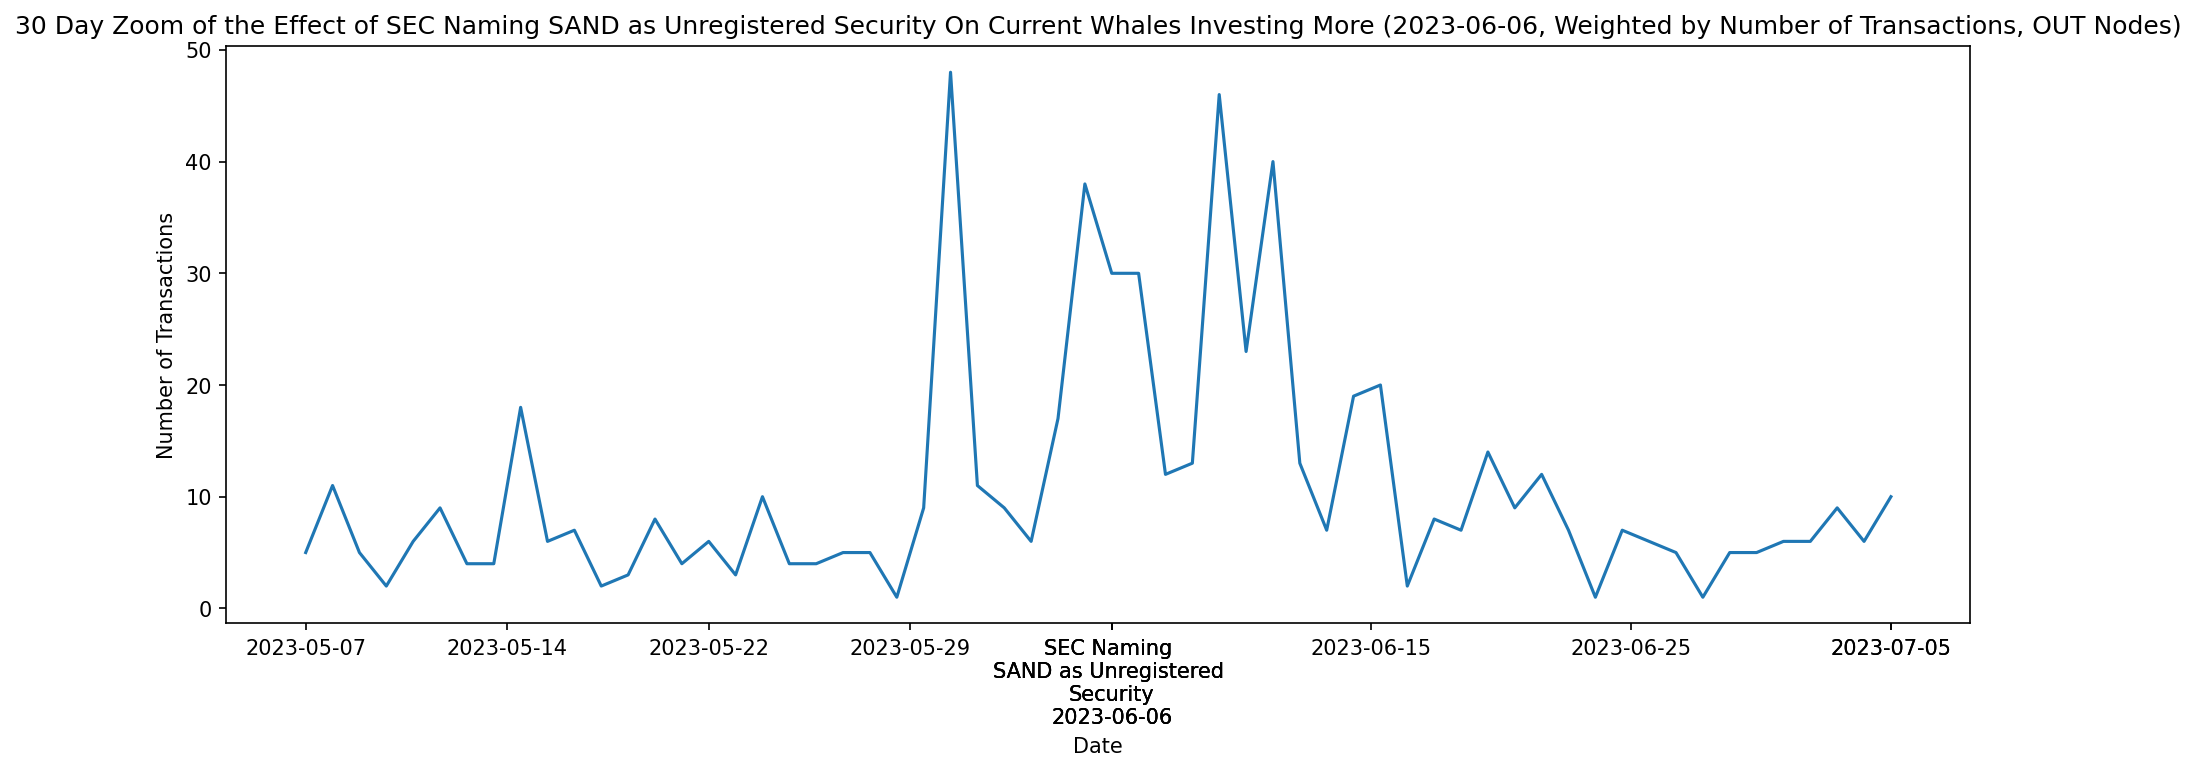 30 Day Zoom of the Effect of SEC Naming SAND as Unregistered Security On Current Whales Investing More (2023-06-06, Weighted by Number of Transactions, OUT Nodes)
Number of Transactions
50
40
30
20
10
0
2023-05-07
2023-05-14
2023-05-22
2023-05-29
SEC Naming
SAND as Unregistered
Security
2023-06-06
2023-06-15
2023-06-25
2023-07-05
Date